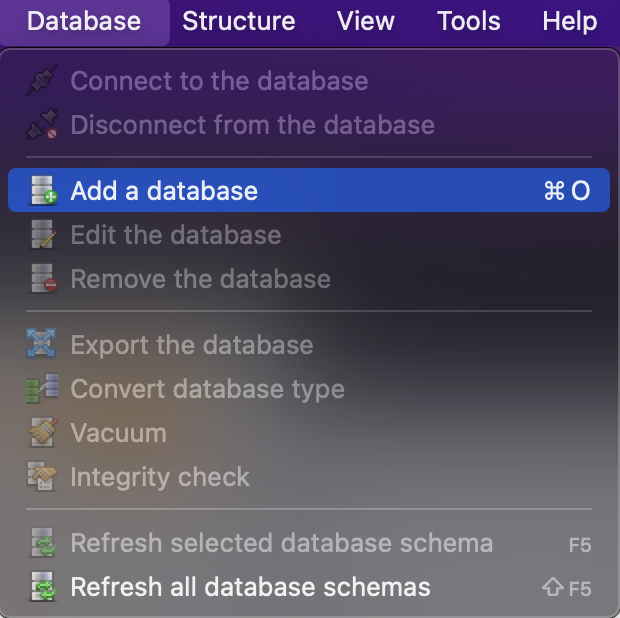 Database Structure View Tools Help
Connect to the database
Disconnect from the database
Add a database ⌘ O
Edit the database
Remove the database
Export the database
Convert database type
Vacuum
Integrity check
Refresh selected database schema F5
Refresh all database schemas ⇧ F5